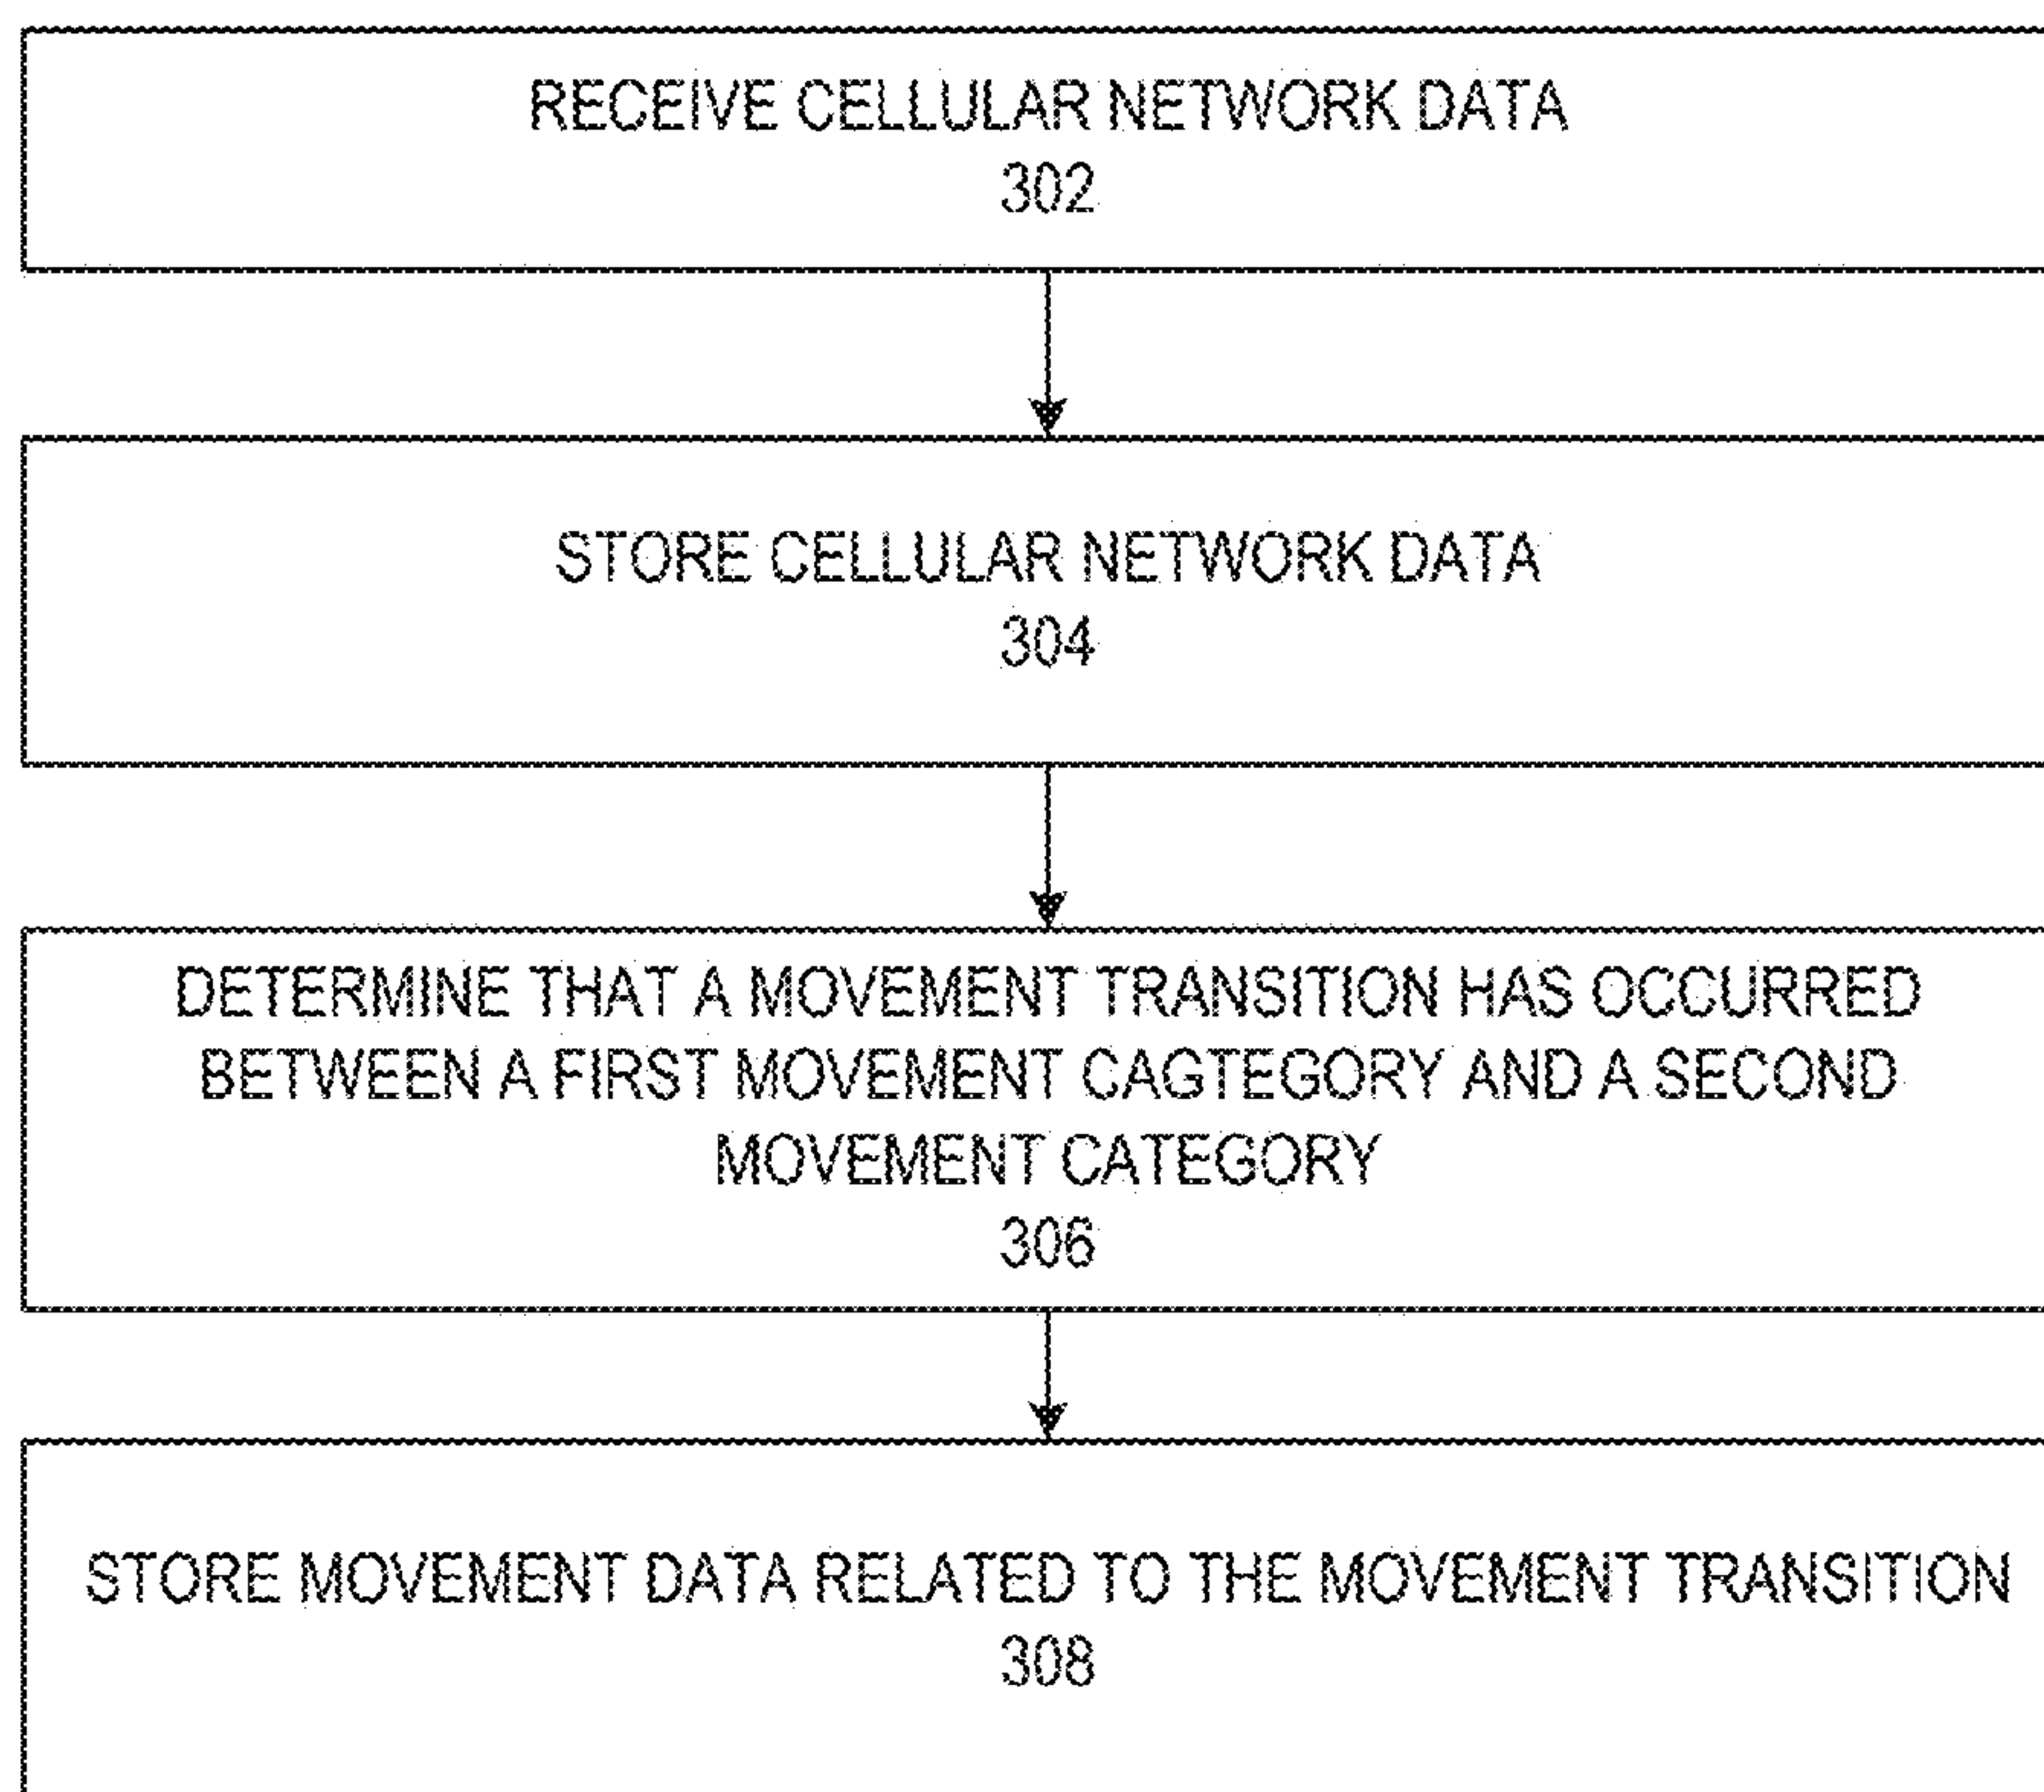 RECEIVE CELLULAR NETWORK DATA
302
STORE CELLULAR NETWORK DATA
304
DETERMINE THAT A MOVEMENT TRANSITION HAS OCCURRED
BETWEEN A FIRST MOVEMENT CAGTEGORY AND A SECOND
MOVEMENT CATEGORY
306
STORE MOVEMENT DATA RELATED TO THE MOVEMENT TRANSITION
308